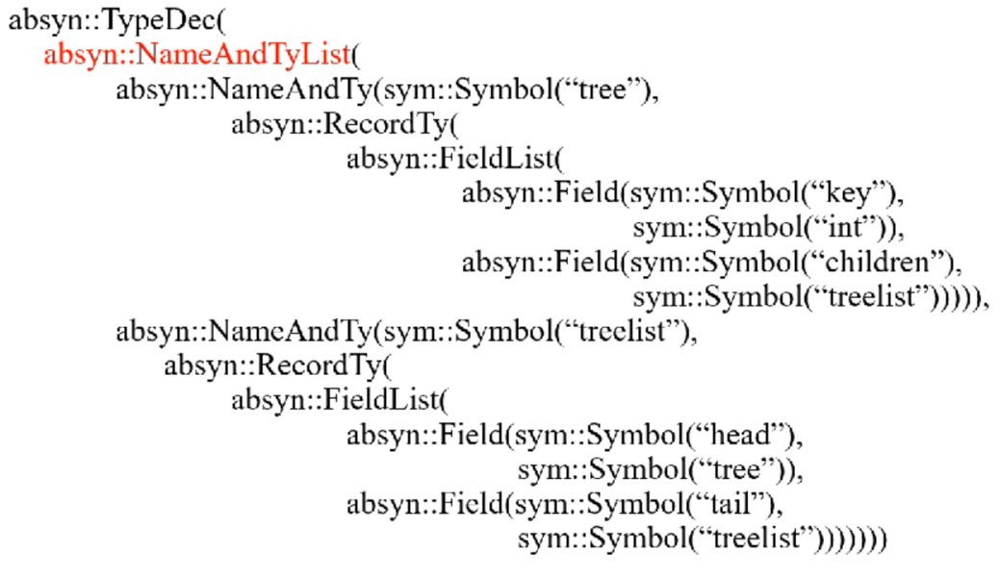 absyn::TypeDec(
absyn::NameAndTyList(
absyn::NameAndTy(sym::Symbol(“tree”),
absyn::RecordTy(
absyn::FieldList(
absyn::Field(sym::Symbol(“key”),
sym::Symbol(“int”)),
absyn::Field(sym::Symbol(“children”),
sym::Symbol(“treelist”))))),
absyn::NameAndTy(sym::Symbol(“treelist”),
absyn::RecordTy(
absyn::FieldList(
absyn::Field(sym::Symbol(“head”),
sym::Symbol(“tree”)),
absyn::Field(sym::Symbol(“tail”),
sym::Symbol(“treelist”)))))))